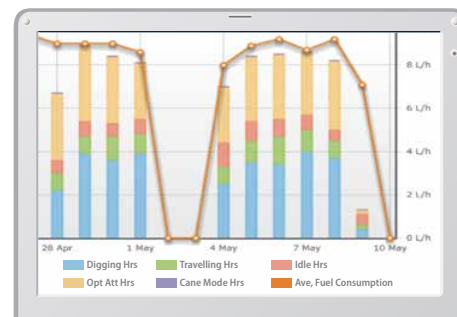 8 L/h
6 L/h
4 L/h
2 L/h
0 L/h
28 Apr 1 May 4 May 7 May 10 May
Digging Hrs Travelling Hrs Idle Hrs
Opt Att Hrs Cane Mode Hrs Ave, Fuel Consumption